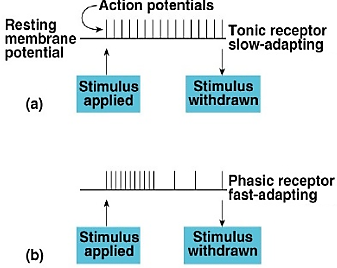 Action potentials
Resting
membrane
potential
Tonic receptor
slow-adapting
Stimulus
applied
Stimulus
withdrawn
(a)
Phasic receptor
fast-adapting
Stimulus
applied
Stimulus
withdrawn
(b)